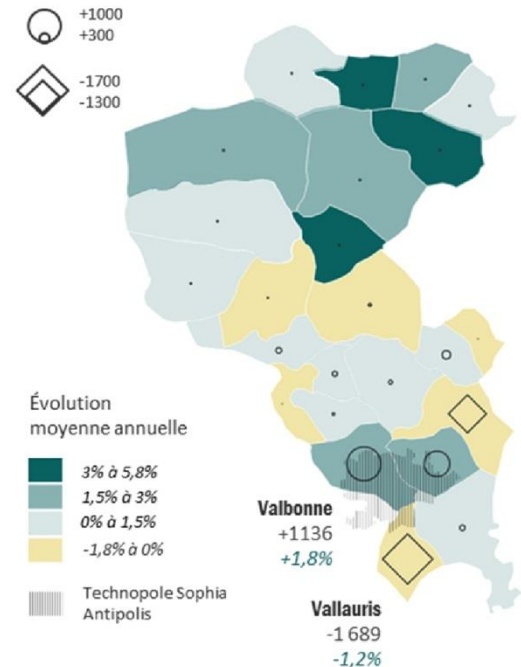 +1000
+300
-1700
-1300
Évolution
moyenne annuelle
3% à 5,8%
1,5% à 3%
0% à 1,5%
-1,8% à 0%
Technopole Sophia
Antipolis
Valbonne
+1136
+1,8%
Vallauris
-1 689
-1,2%